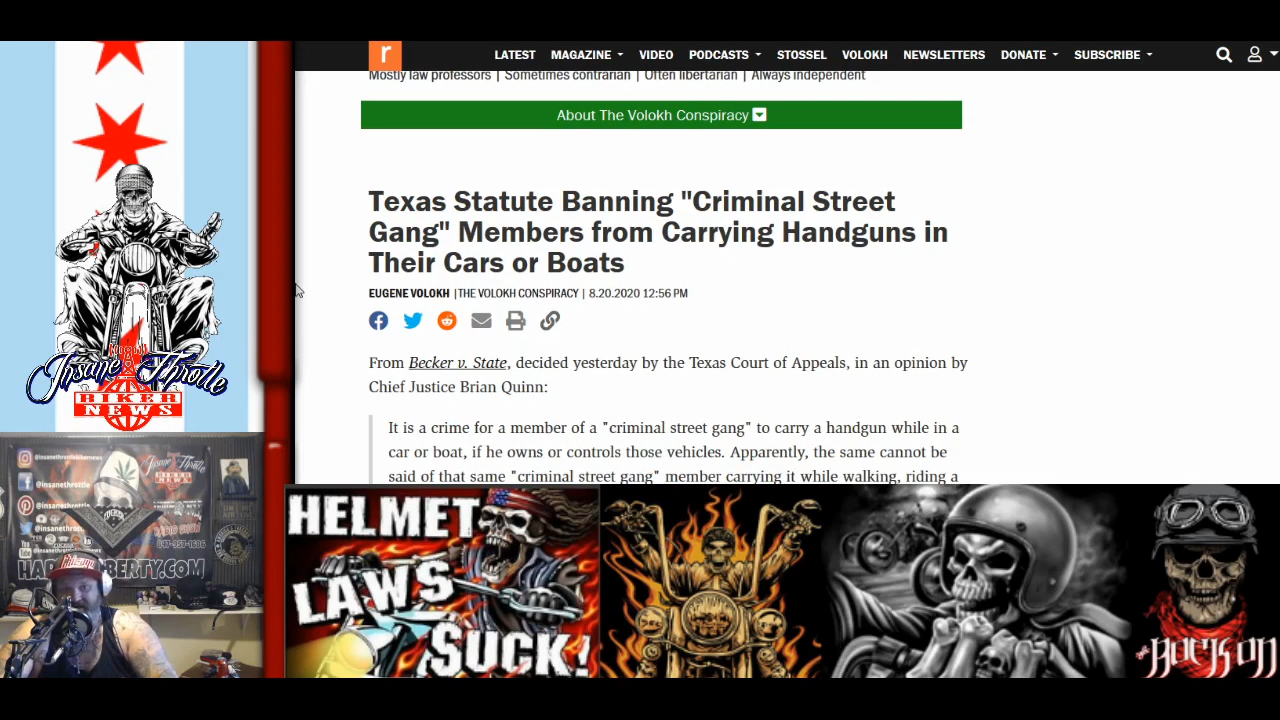 r
LATEST MAGAZINE VIDEO PODCASTS STOSSEL VOLOKH NEWSLETTERS DONATE SUBSCRIBE
Mostly law professors | Sometimes contrarian | Often libertarian | Always independent
About The Volokh Conspiracy
Texas Statute Banning "Criminal Street
Gang" Members from Carrying Handguns in
Their Cars or Boats
EUGENE VOLOKH | THE VOLOKH CONSPIRACY | 8.20.2020 12:56 PM
From Becker v. State, decided yesterday by the Texas Court of Appeals, in an opinion by
Chief Justice Brian Quinn:
It is a crime for a member of a "criminal street gang" to carry a handgun while in a
car or boat, if he owns or controls those vehicles. Apparently, the same cannot be
said of that same "criminal street gang" member carrying it while walking, riding a
Insane Throttle
BIKER
NEWS
@insanethrottle
HELMET
LAWS
SUCK!
ROCK ON